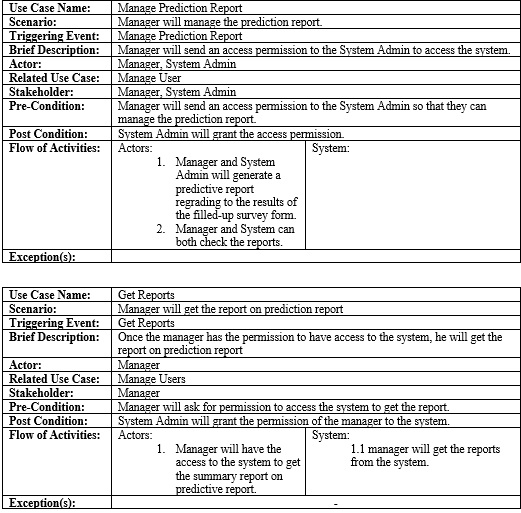 Use Case Name: Manage Prediction Report
Scenario: Manager will manage the prediction report.
Triggering Event: Manage Prediction Report
Brief Description: Manager will send an access permission to the System Admin to access the system.
Actor: Manager, System Admin
Related Use Case: Manage User
Stakeholder: Manager, System Admin
Pre-Condition: Manager will send an access permission to the System Admin so that they can
manage the prediction report.
Post Condition: System Admin will grant the access permission.
Flow of Activities: Actors: System:
1. Manager and System
Admin will generate a
predictive report
regrading to the results of
the filled-up survey form.
2. Manager and System can
both check the reports.
Exception(s):
Use Case Name: Get Reports
Scenario: Manager will get the report on prediction report
Triggering Event: Get Reports
Brief Description: Once the manager has the permission to have access to the system, he will get the
report on prediction report
Actor: Manager
Related Use Case: Manage Users
Stakeholder: Manager
Pre-Condition: Manager will ask for permission to access the system to get the report.
Post Condition: System Admin will grant the permission of the manager to the system.
Flow of Activities: Actors: System:
1. Manager will have the 1.1 manager will get the reports
access to the system to get from the system.
the summary report on
predictive report.
Exception(s): -